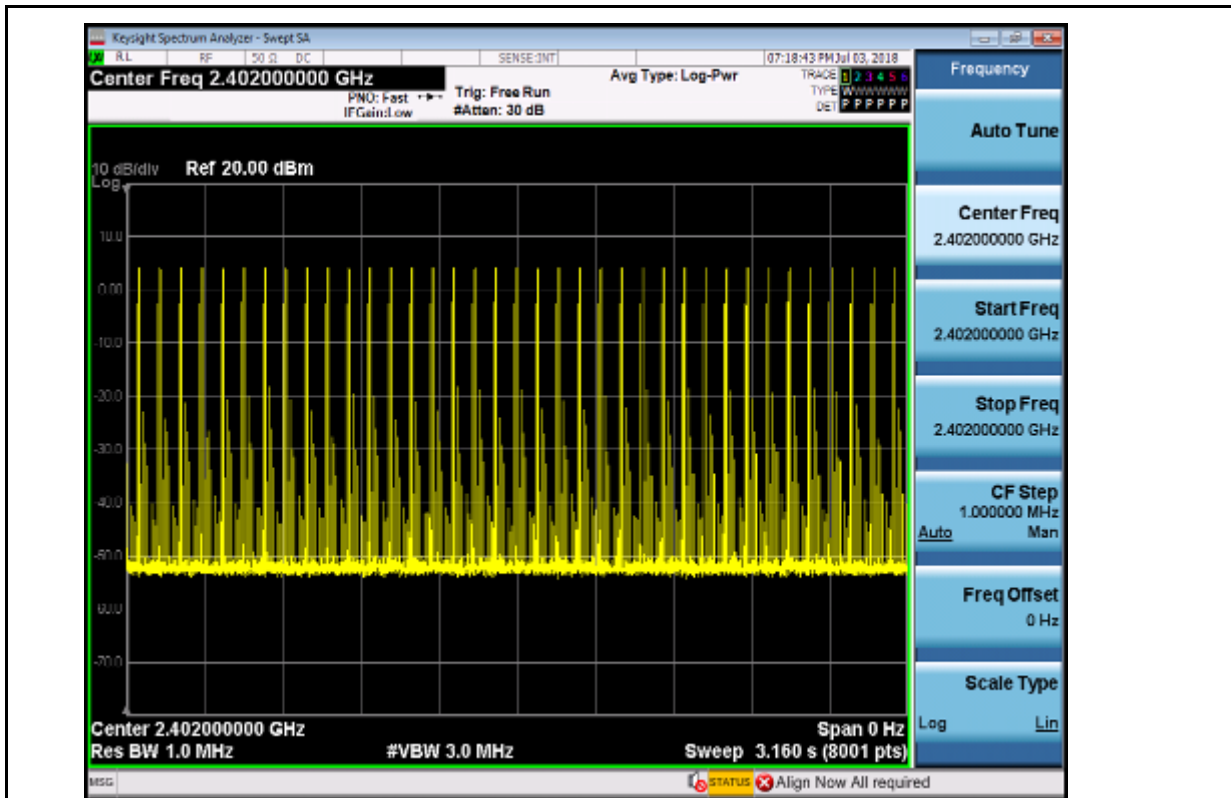 Keysight Spectrum Analyzer - Swept SA
RL RF 50 Ω DC SENSE:INT 07:18:43 PM Jul 03, 2018
Center Freq 2.402000000 GHz
PNO: Fast
IFGain:Low
Trig: Free Run
#Atten: 30 dB
Avg Type: Log-Pwr
TRACE 1 2 3 4 5 6
TYPE WWWWWW
DET P P P P P P
10 dB/div Ref 20.00 dBm
Log
10.0
0.00
-10.0
-20.0
-30.0
-40.0
-50.0
-60.0
-70.0
Center 2.402000000 GHz Span 0 Hz
Res BW 1.0 MHz #VBW 3.0 MHz Sweep 3.160 s (8001 pts)
MSG STATUS Align Now All required
Frequency
Auto Tune
Center Freq
2.402000000 GHz
Start Freq
2.402000000 GHz
Stop Freq
2.402000000 GHz
CF Step
1.000000 MHz
Auto Man
Freq Offset
0 Hz
Scale Type
Log Lin